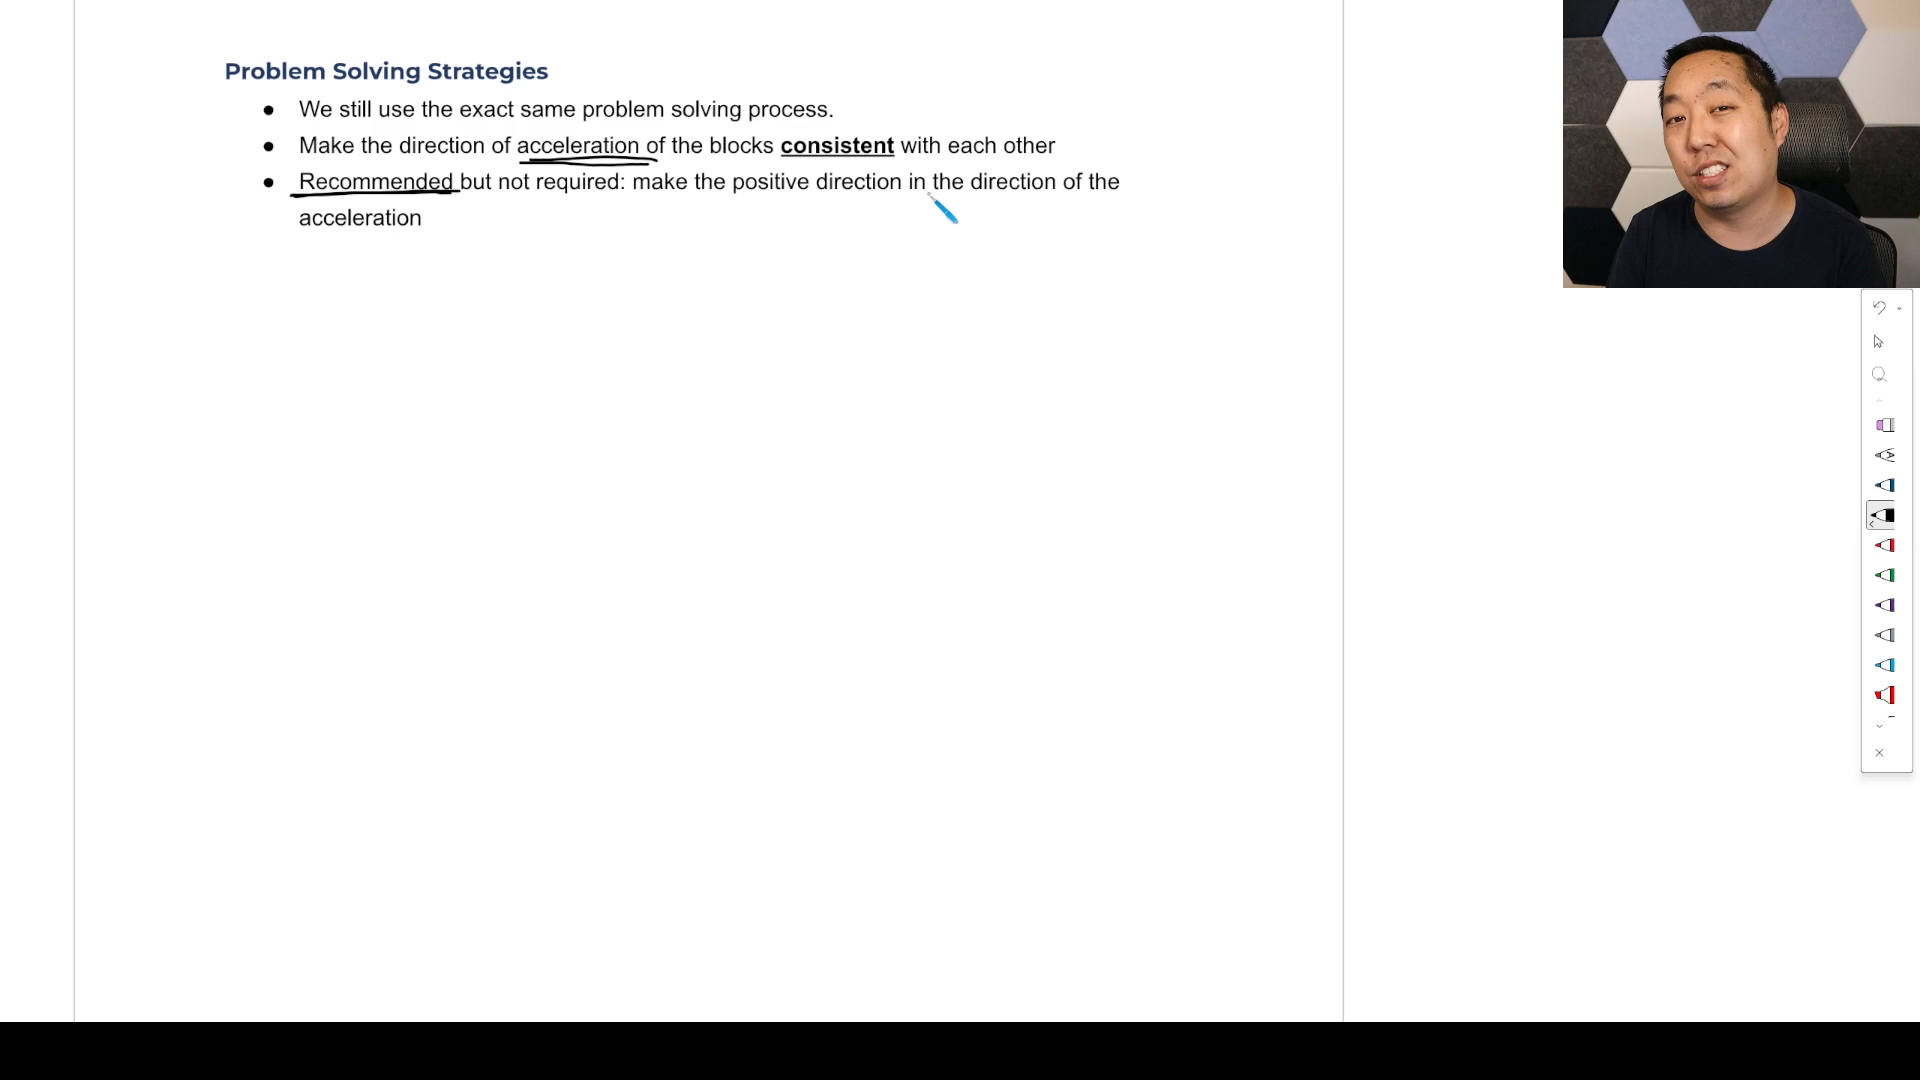 Problem Solving Strategies
● We still use the exact same problem solving process.
● Make the direction of acceleration of the blocks consistent with each other
● Recommended but not required: make the positive direction in the direction of the
acceleration